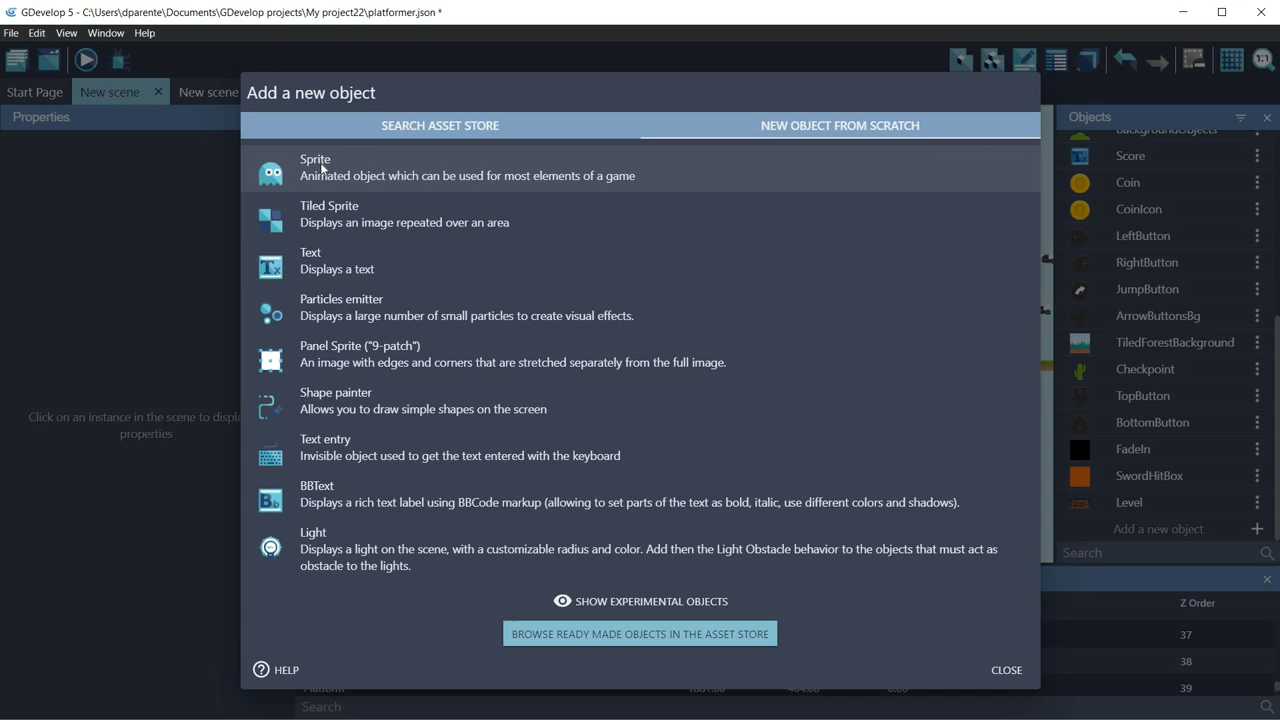 GDevelop 5 - C:\Users\dparente\Documents\GDevelop projects\My project22\platformer.json *
File Edit View Window Help
Start Page New scene × New scene
Properties
Click on an instance in the scene to displa
properties
Add a new object
SEARCH ASSET STORE NEW OBJECT FROM SCRATCH
Sprite
Animated object which can be used for most elements of a game
Tiled Sprite
Displays an image repeated over an area
Text
Displays a text
Particles emitter
Displays a large number of small particles to create visual effects.
Panel Sprite ("9-patch")
An image with edges and corners that are stretched separately from the full image.
Shape painter
Allows you to draw simple shapes on the screen
Text entry
Invisible object used to get the text entered with the keyboard
BBText
Displays a rich text label using BBCode markup (allowing to set parts of the text as bold, italic, use different colors and shadows).
Light
Displays a light on the scene, with a customizable radius and color. Add then the Light Obstacle behavior to the objects that must act as
obstacle to the lights.
SHOW EXPERIMENTAL OBJECTS
BROWSE READY MADE OBJECTS IN THE ASSET STORE
HELP CLOSE
Objects
BackgroundObjects
Score
Coin
CoinIcon
LeftButton
RightButton
JumpButton
ArrowButtonsBg
TiledForestBackground
Checkpoint
TopButton
BottomButton
FadeIn
SwordHitBox
Level
Add a new object +
Search
Z Order
37
38
Platform 39
Search
1:1
Tx
Bb